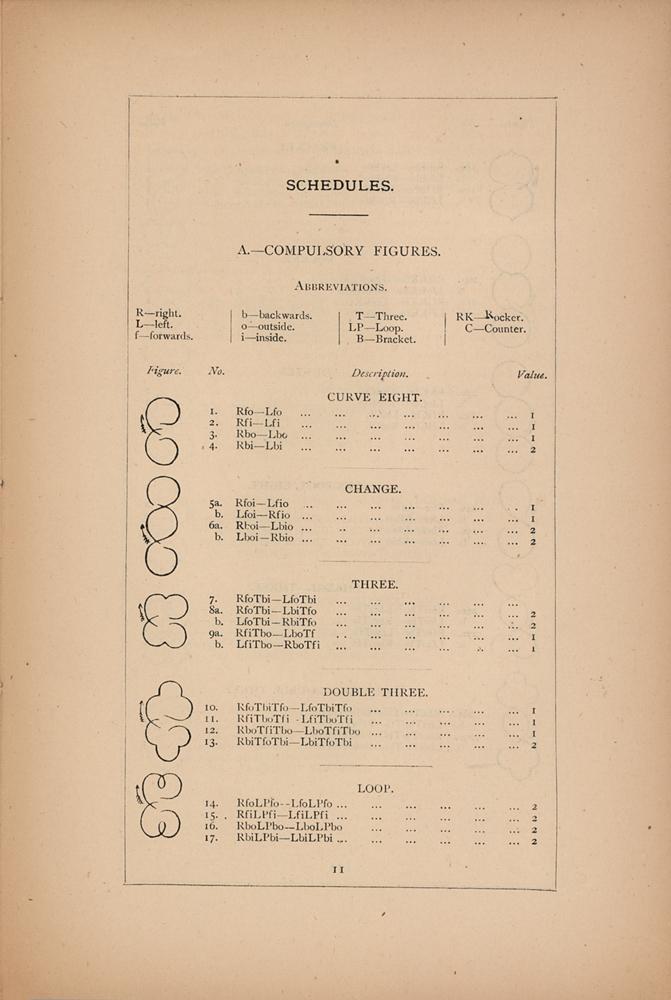 SCHEDULES.
A.—COMPULSORY FIGURES.
ABBREVIATIONS.
R—right.
L—left.
f—forwards.
b—backwards.
o—outside.
i—inside.
T—Three.
LP—Loop.
B—Bracket.
RK—Rocker.
C—Counter.
Figure. No. Description. Value.
CURVE EIGHT.
1. Rfo—Lfo ... ... ... ... ... ... ... 1
2. Rfi—Lfi ... ... ... ... ... ... ... 1
3. Rbo—Lbo ... ... ... ... ... ... ... 1
4. Rbi—Lbi ... ... ... ... ... ... ... 2
CHANGE.
5a. Rfoi—Lfio ... ... ... ... ... ... ... 1
b. Lfoi—Rfio ... ... ... ... ... ... ... 1
6a. Rboi—Lbio ... ... ... ... ... ... ... 2
b. Lboi—Rbio ... ... ... ... ... ... ... 2
THREE.
7. RfoTbi—LfoTbi ... ... ... ... ... ...
8a. RfoTbi—LbiTfo ... ... ... ... ... ... 2
b. LfoTbi—RbiTfo ... ... ... ... ... ... 2
9a. RfiTbo—LboTf ... ... ... ... ... ... 1
b. LfiTbo—RboTfi ... ... ... ... ... ... 1
DOUBLE THREE.
10. RfoTbiTfo—LfoTbiTfo ... ... ... ... ... 1
11. RfiTboTfi -LfiTboTfi ... ... ... ... ... 1
12. RboTfiTbo—LboTfiTbo ... ... ... ... ... 1
13. RbiTfoTbi—LbiTfoTbi ... ... ... ... ... 2
LOOP.
14. RfoLPfo--LfoLPfo ... ... ... ... ... ... 2
15. RfiLPfi—LfiLPfi ... ... ... ... ... ... 2
16. RboLPbo—LboLPbo ... ... ... ... ... 2
17. RbiLPbi—LbiLPbi ... ... ... ... ... ... 2
11